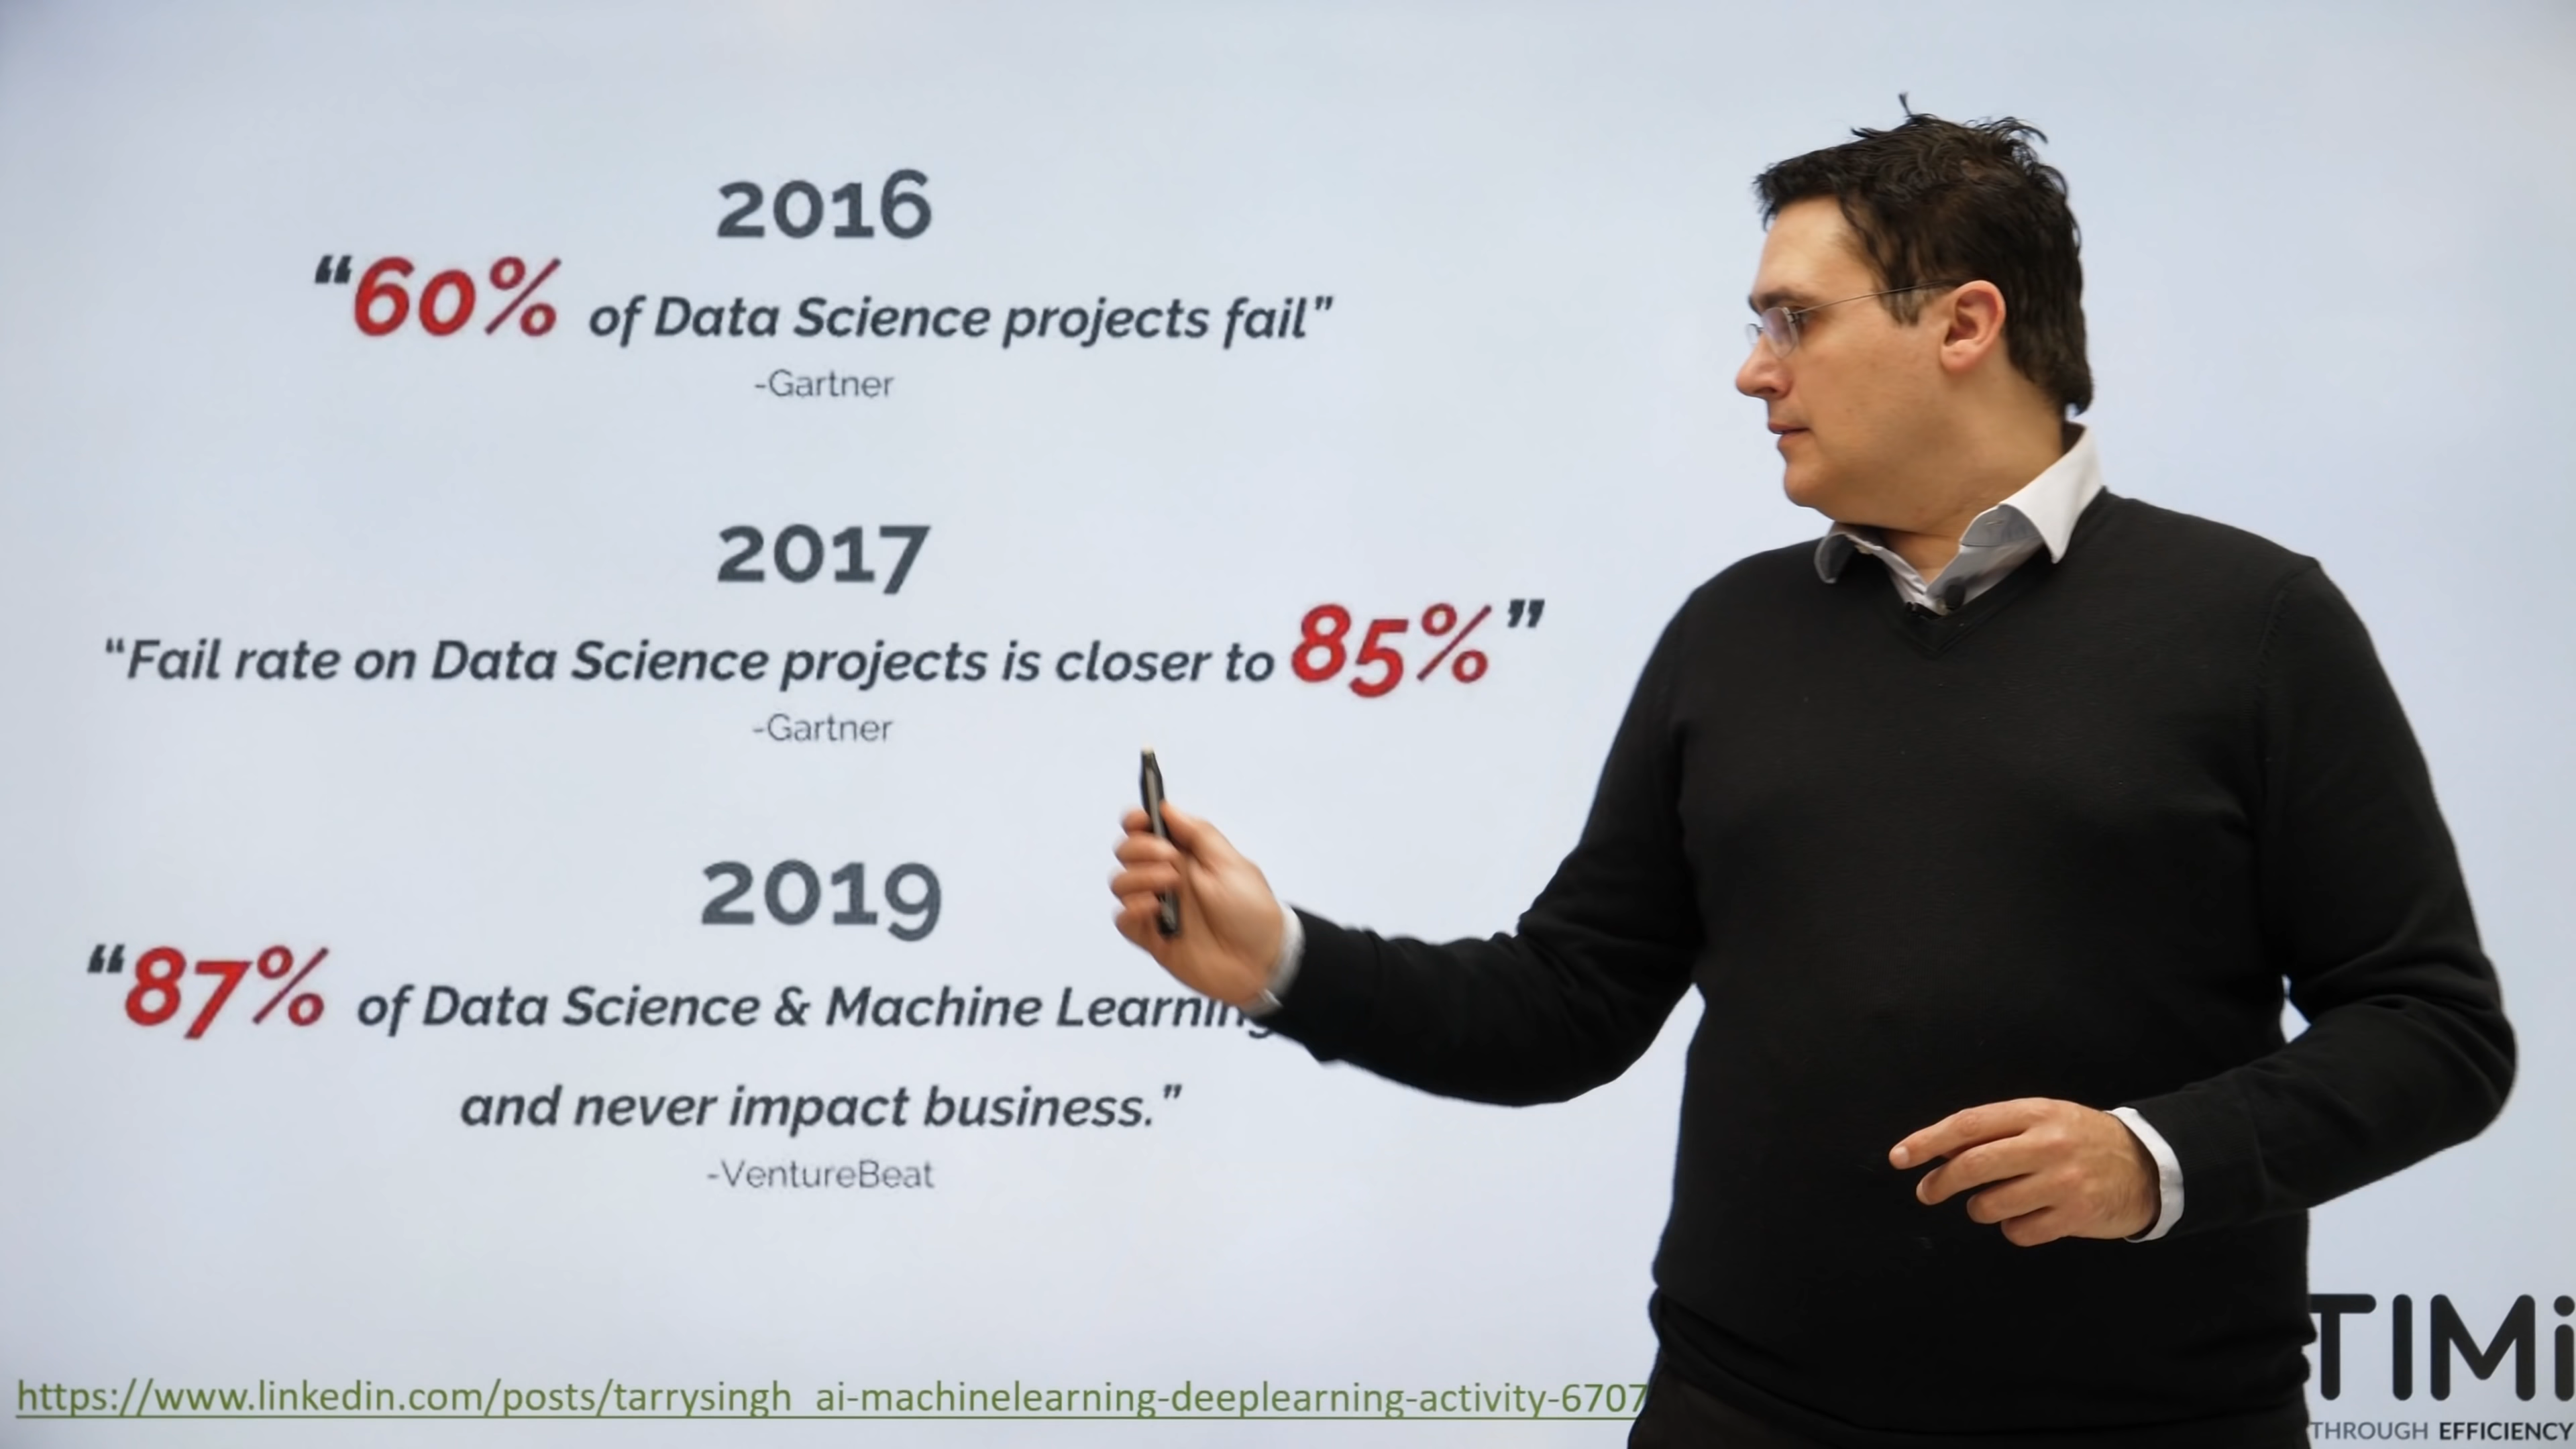 2016
“60% of Data Science projects fail”
-Gartner
2017
“Fail rate on Data Science projects is closer to 85%”
-Gartner
2019
“87% of Data Science & Machine Learning
and never impact business.”
-VentureBeat
https://www.linkedin.com/posts/tarrysingh_ai-machinelearning-deeplearning-activity-6707
TIMi
THROUGH EFFICIENCY